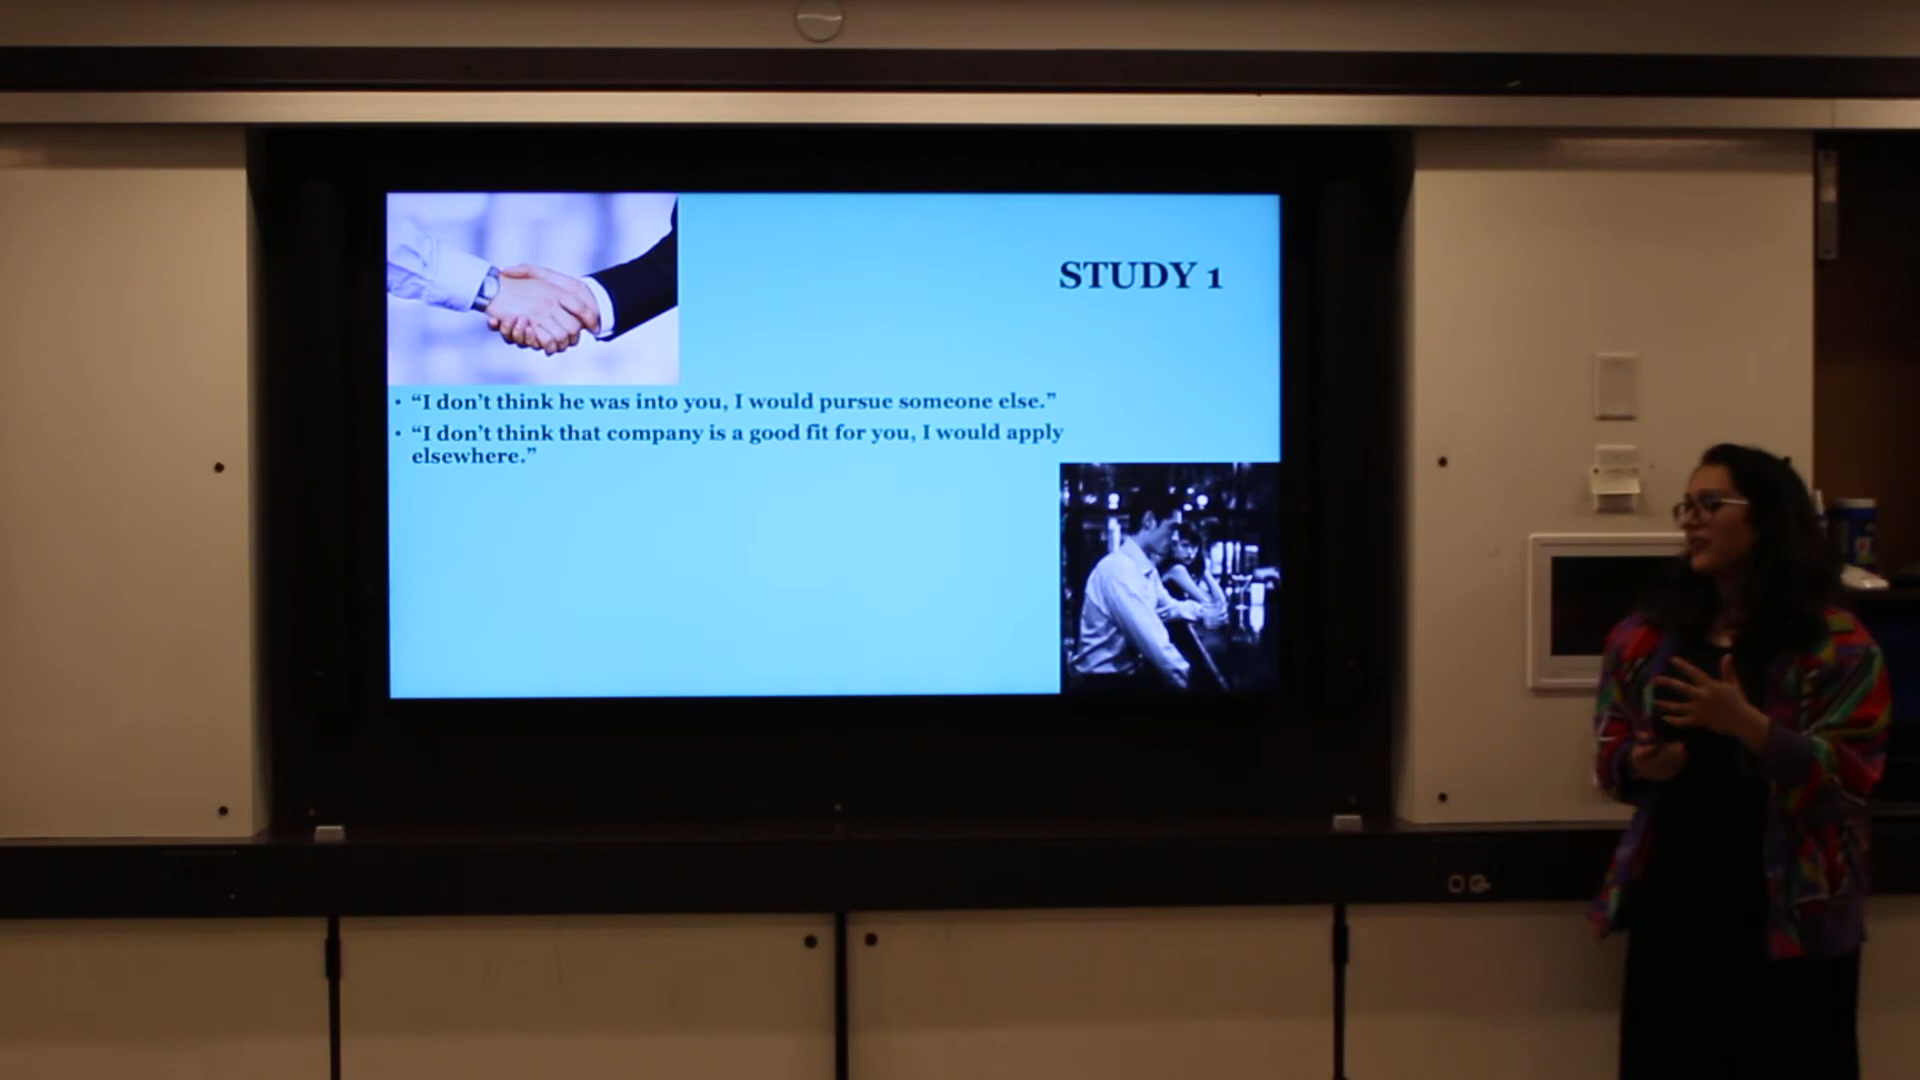 STUDY 1
• “I don’t think he was into you, I would pursue someone else.”
• “I don’t think that company is a good fit for you, I would apply
elsewhere.”